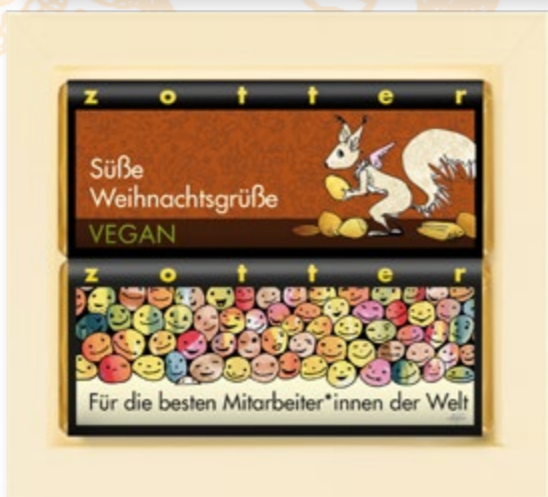 zotter
Süße
Weihnachtsgrüße
VEGAN
zotter
Für die besten Mitarbeiter*innen der Welt